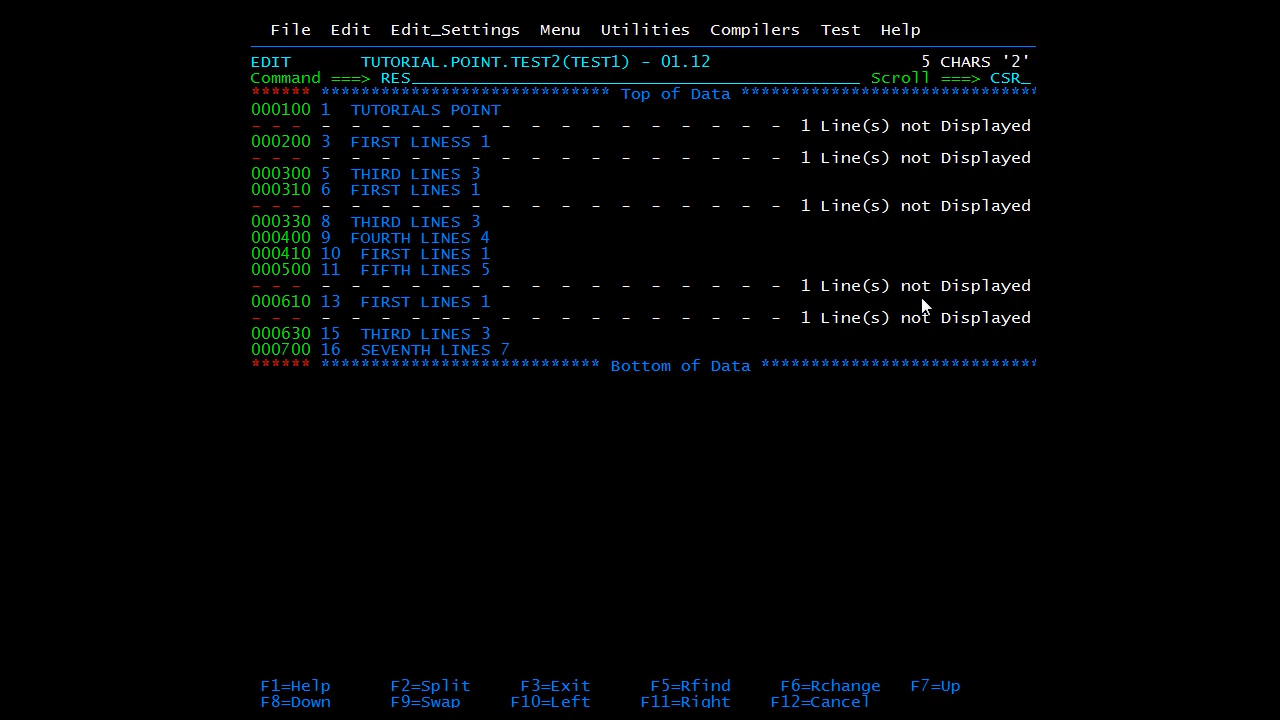 File Edit Edit_Settings Menu Utilities Compilers Test Help
EDIT TUTORIAL.POINT.TEST2(TEST1) - 01.12 5 CHARS '2'
Command ===> RES Scroll ===> CSR
****** ***************************** Top of Data ******************************
000100 1 TUTORIALS POINT
- - - - - - - - - - - - - - - - - - - 1 Line(s) not Displayed
000200 3 FIRST LINESS 1
- - - - - - - - - - - - - - - - - - - 1 Line(s) not Displayed
000300 5 THIRD LINES 3
000310 6 FIRST LINES 1
- - - - - - - - - - - - - - - - - - - 1 Line(s) not Displayed
000330 8 THIRD LINES 3
000400 9 FOURTH LINES 4
000410 10 FIRST LINES 1
000500 11 FIFTH LINES 5
- - - - - - - - - - - - - - - - - - - 1 Line(s) not Displayed
000610 13 FIRST LINES 1
- - - - - - - - - - - - - - - - - - - 1 Line(s) not Displayed
000630 15 THIRD LINES 3
000700 16 SEVENTH LINES 7
****** **************************** Bottom of Data ****************************
F1=Help F2=Split F3=Exit F5=Rfind F6=Rchange F7=Up
F8=Down F9=Swap F10=Left F11=Right F12=Cancel